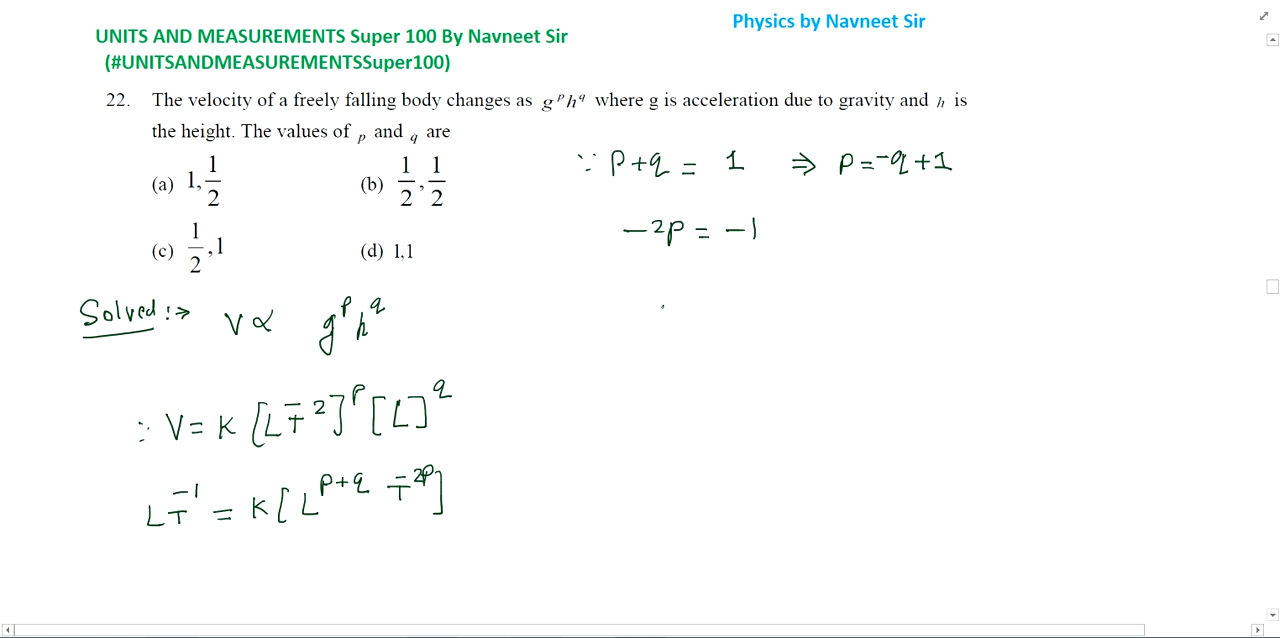 Physics by Navneet Sir
UNITS AND MEASUREMENTS Super 100 By Navneet Sir
(#UNITSANDMEASUREMENTSSuper100)
22. The velocity of a freely falling body changes as g^p h^q where g is acceleration due to gravity and h is
the height. The values of p and q are
(a) 1, 1/2 (b) 1/2, 1/2
(c) 1/2, 1 (d) 1,1
∵ p+q = 1 ⇒ p = -q+1
-2p = -1
Solved :→ V ∝ g^p h^q
∴ V = K [LT^-2]^p [L]^q
LT^-1 = K [L^p+q T^-2p]